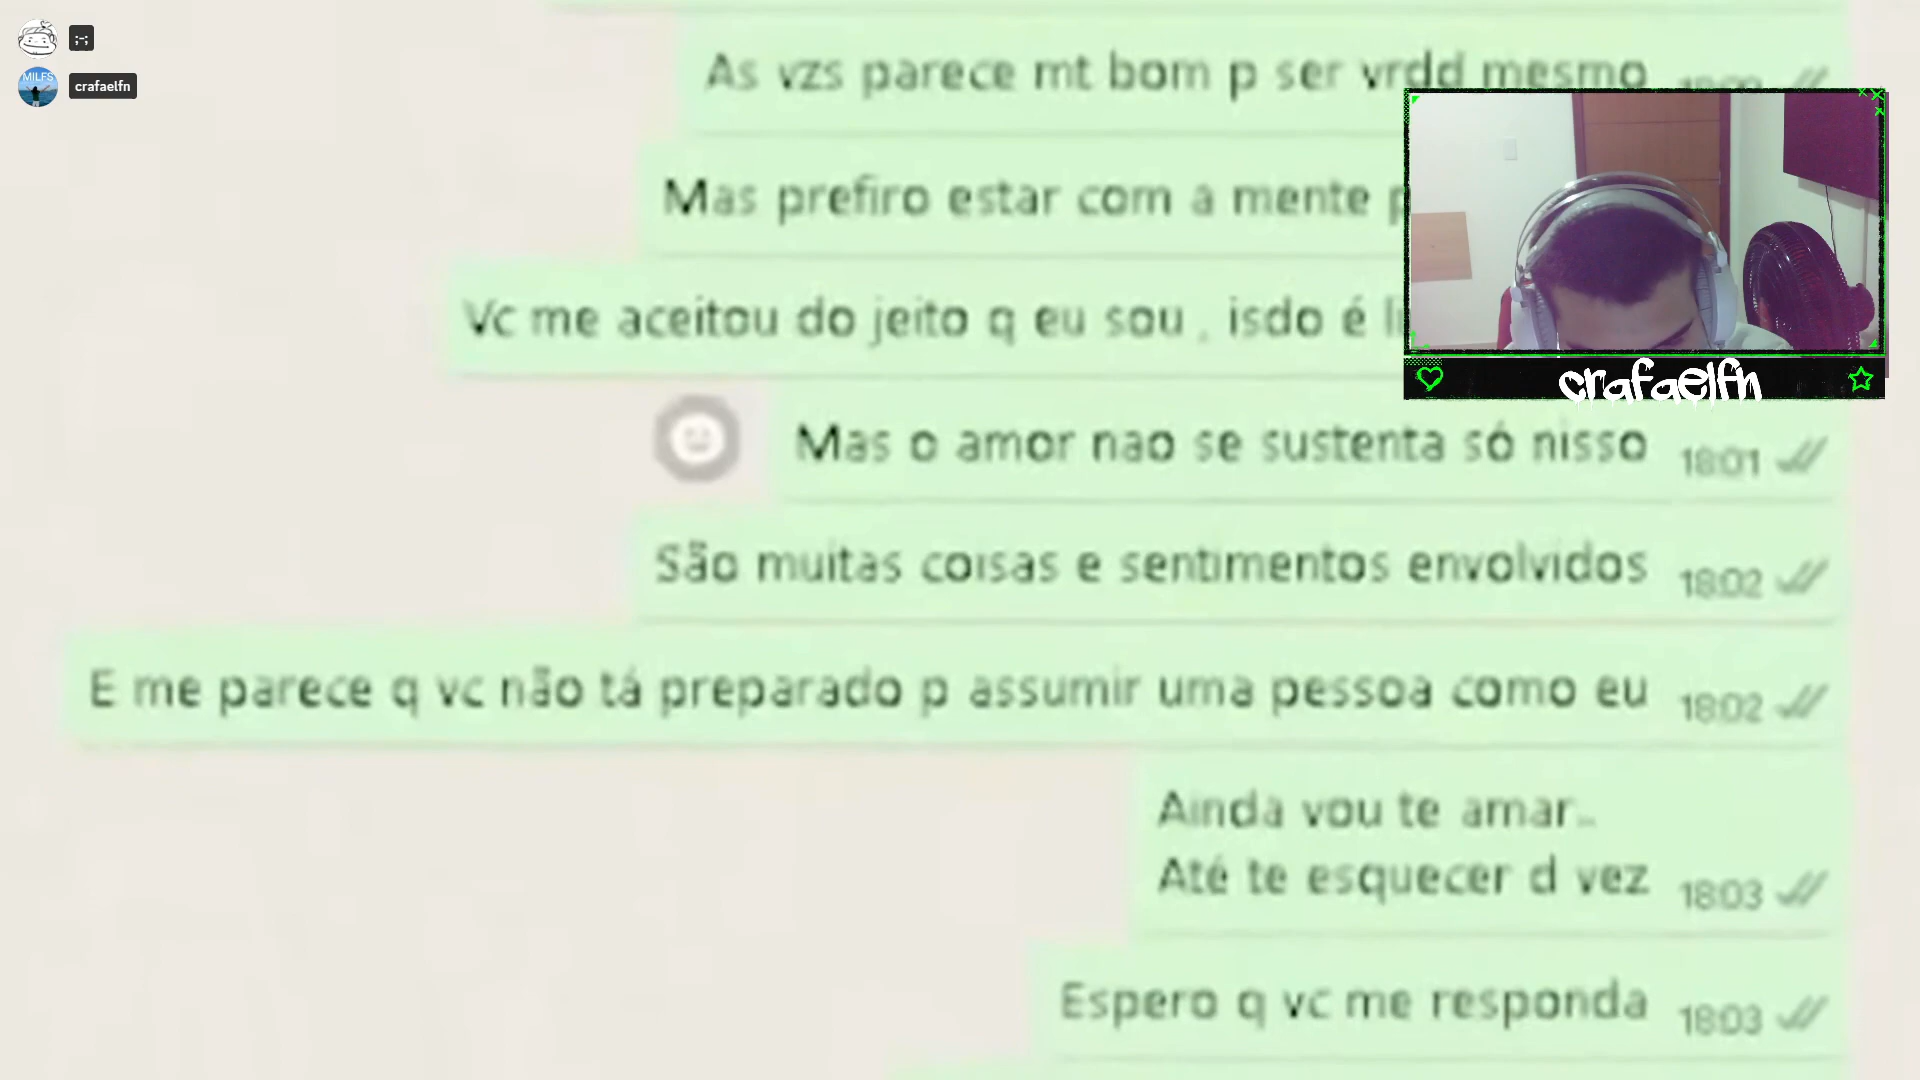 ;-;
MILFS
crafaelfn
As vzs parece mt bom p ser vrdd mesmo
Mas prefiro estar com a mente
Vc me aceitou do jeito q eu sou , isdo é
crafaelfn
Mas o amor nao se sustenta só nisso 18:01
São muitas coisas e sentimentos envolvidos 18:02
E me parece q vc não tá preparado p assumir uma pessoa como eu 18:02
Ainda vou te amar..
Até te esquecer d vez 18:03
Espero q vc me responda 18:03